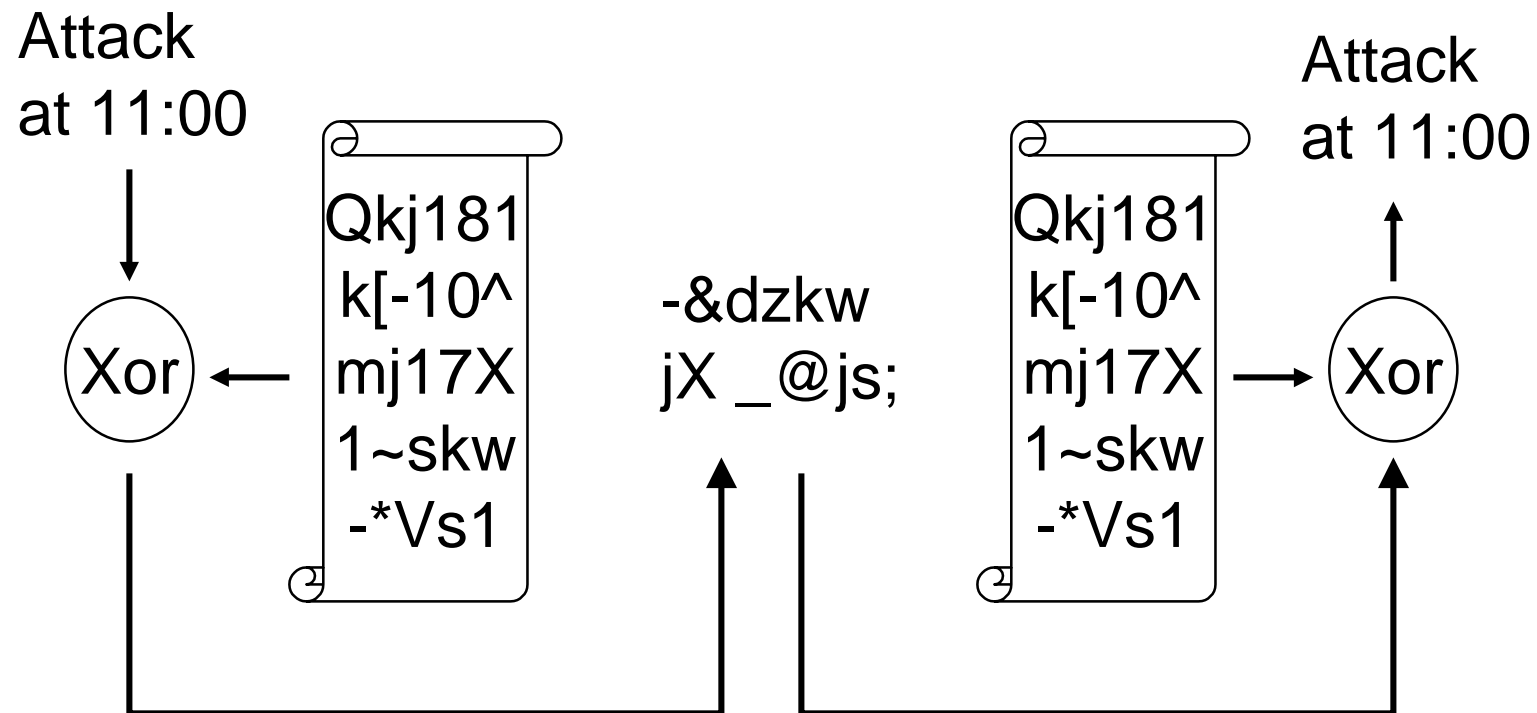 Attack
at 11:00
Xor
Qkj181
k[-10^
mj17X
1~skw
-*Vs1
-&dzkw
jX _@js;
Qkj181
k[-10^
mj17X
1~skw
-*Vs1
Xor
Attack
at 11:00